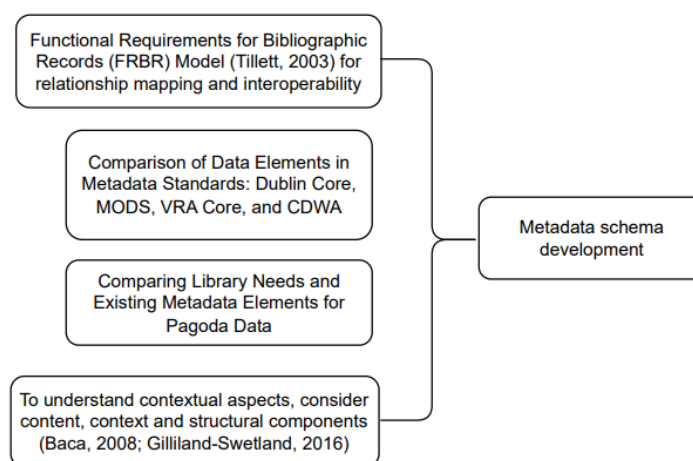 Functional Requirements for Bibliographic
Records (FRBR) Model (Tillett, 2003) for
relationship mapping and interoperability
Comparison of Data Elements in
Metadata Standards: Dublin Core,
MODS, VRA Core, and CDWA
Metadata schema
development
Comparing Library Needs and
Existing Metadata Elements for
Pagoda Data
To understand contextual aspects, consider
content, context and structural components
(Baca, 2008; Gilliland-Swetland, 2016)